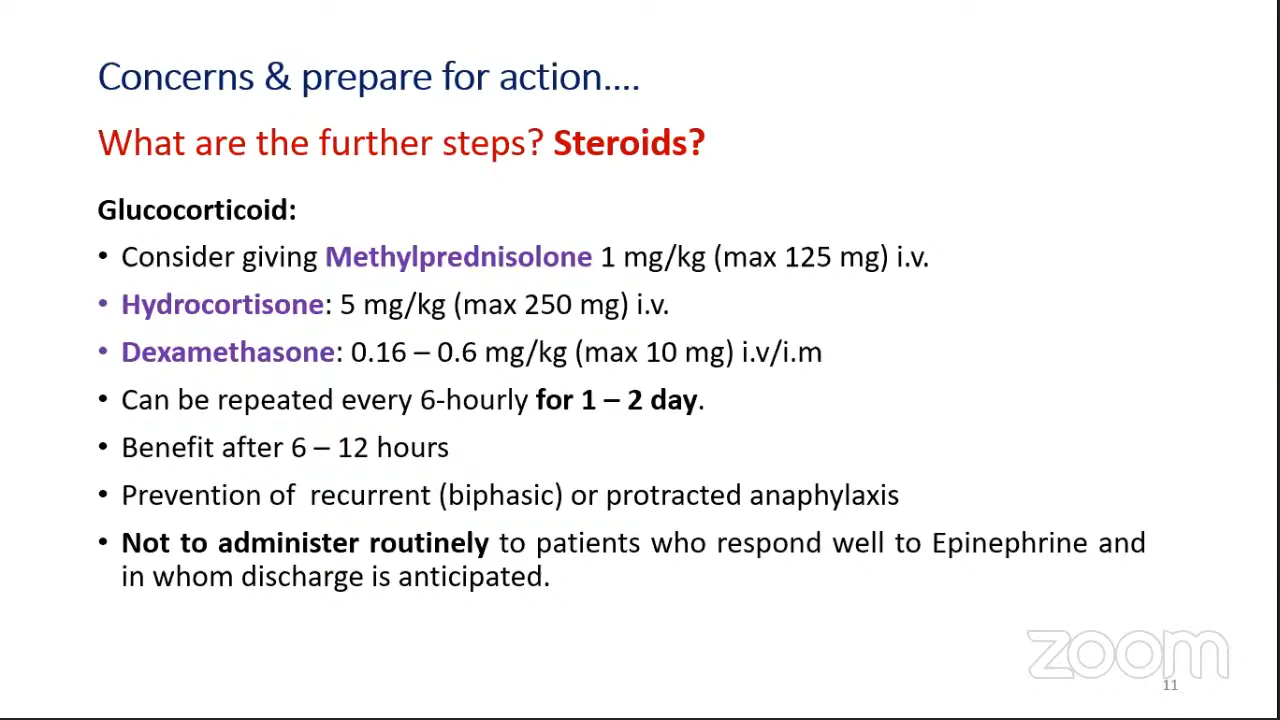 Concerns & prepare for action....
What are the further steps? Steroids?
Glucocorticoid:
• Consider giving Methylprednisolone 1 mg/kg (max 125 mg) i.v.
• Hydrocortisone: 5 mg/kg (max 250 mg) i.v.
• Dexamethasone: 0.16 – 0.6 mg/kg (max 10 mg) i.v/i.m
• Can be repeated every 6-hourly for 1 – 2 day.
• Benefit after 6 – 12 hours
• Prevention of recurrent (biphasic) or protracted anaphylaxis
• Not to administer routinely to patients who respond well to Epinephrine and
in whom discharge is anticipated.
zoom
11